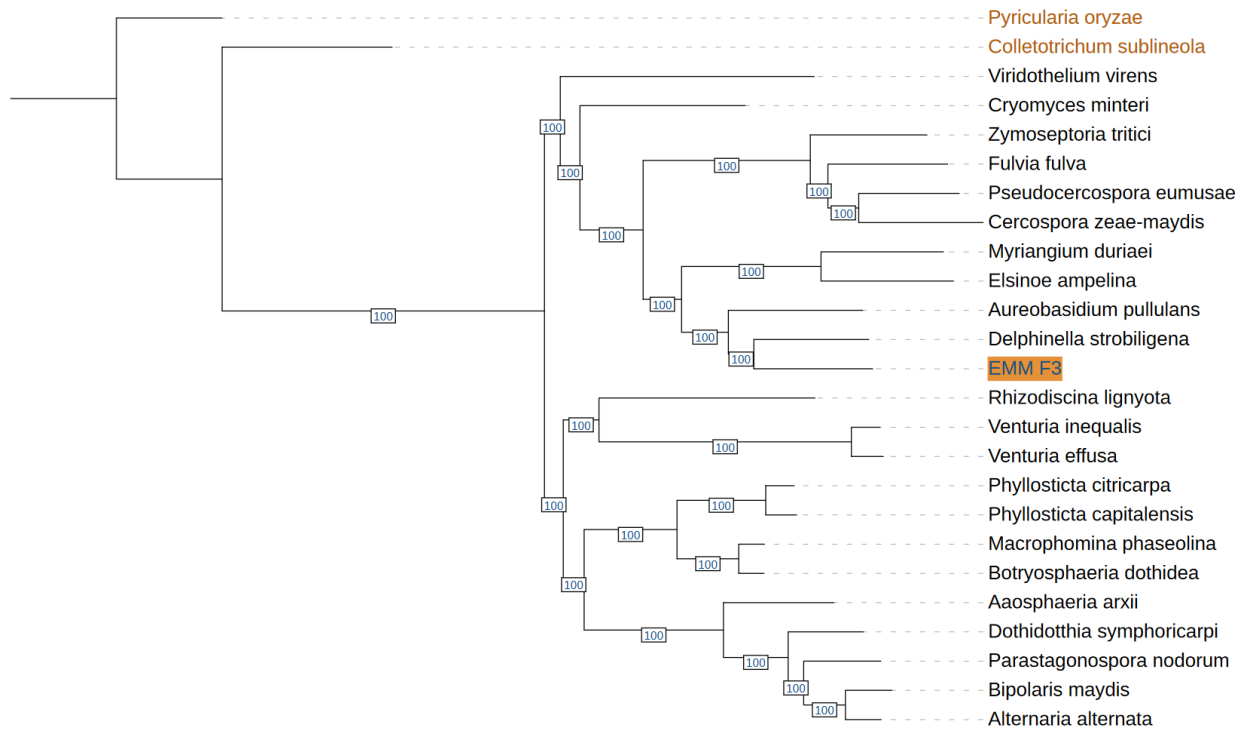 Pyricularia oryzae
Colletotrichum sublineola
Viridothelium virens
Cryomyces minteri
100
Zymoseptoria tritici
100
Fulvia fulva
100
100
Pseudocercospora eumusae
100
Cercospora zeae-maydis
100
Myriangium duriaei
100
Elsinoe ampelina
100
Aureobasidium pullulans
100
Delphinella strobiligena
100
100
EMM F3
Rhizodiscina lignyota
100
Venturia inequalis
100
Venturia effusa
Phyllosticta citricarpa
100
100
Phyllosticta capitalensis
100
Macrophomina phaseolina
100
Botryosphaeria dothidea
100
Aaosphaeria arxii
100
Dothidotthia symphoricarpi
100
Parastagonospora nodorum
100
Bipolaris maydis
100
Alternaria alternata